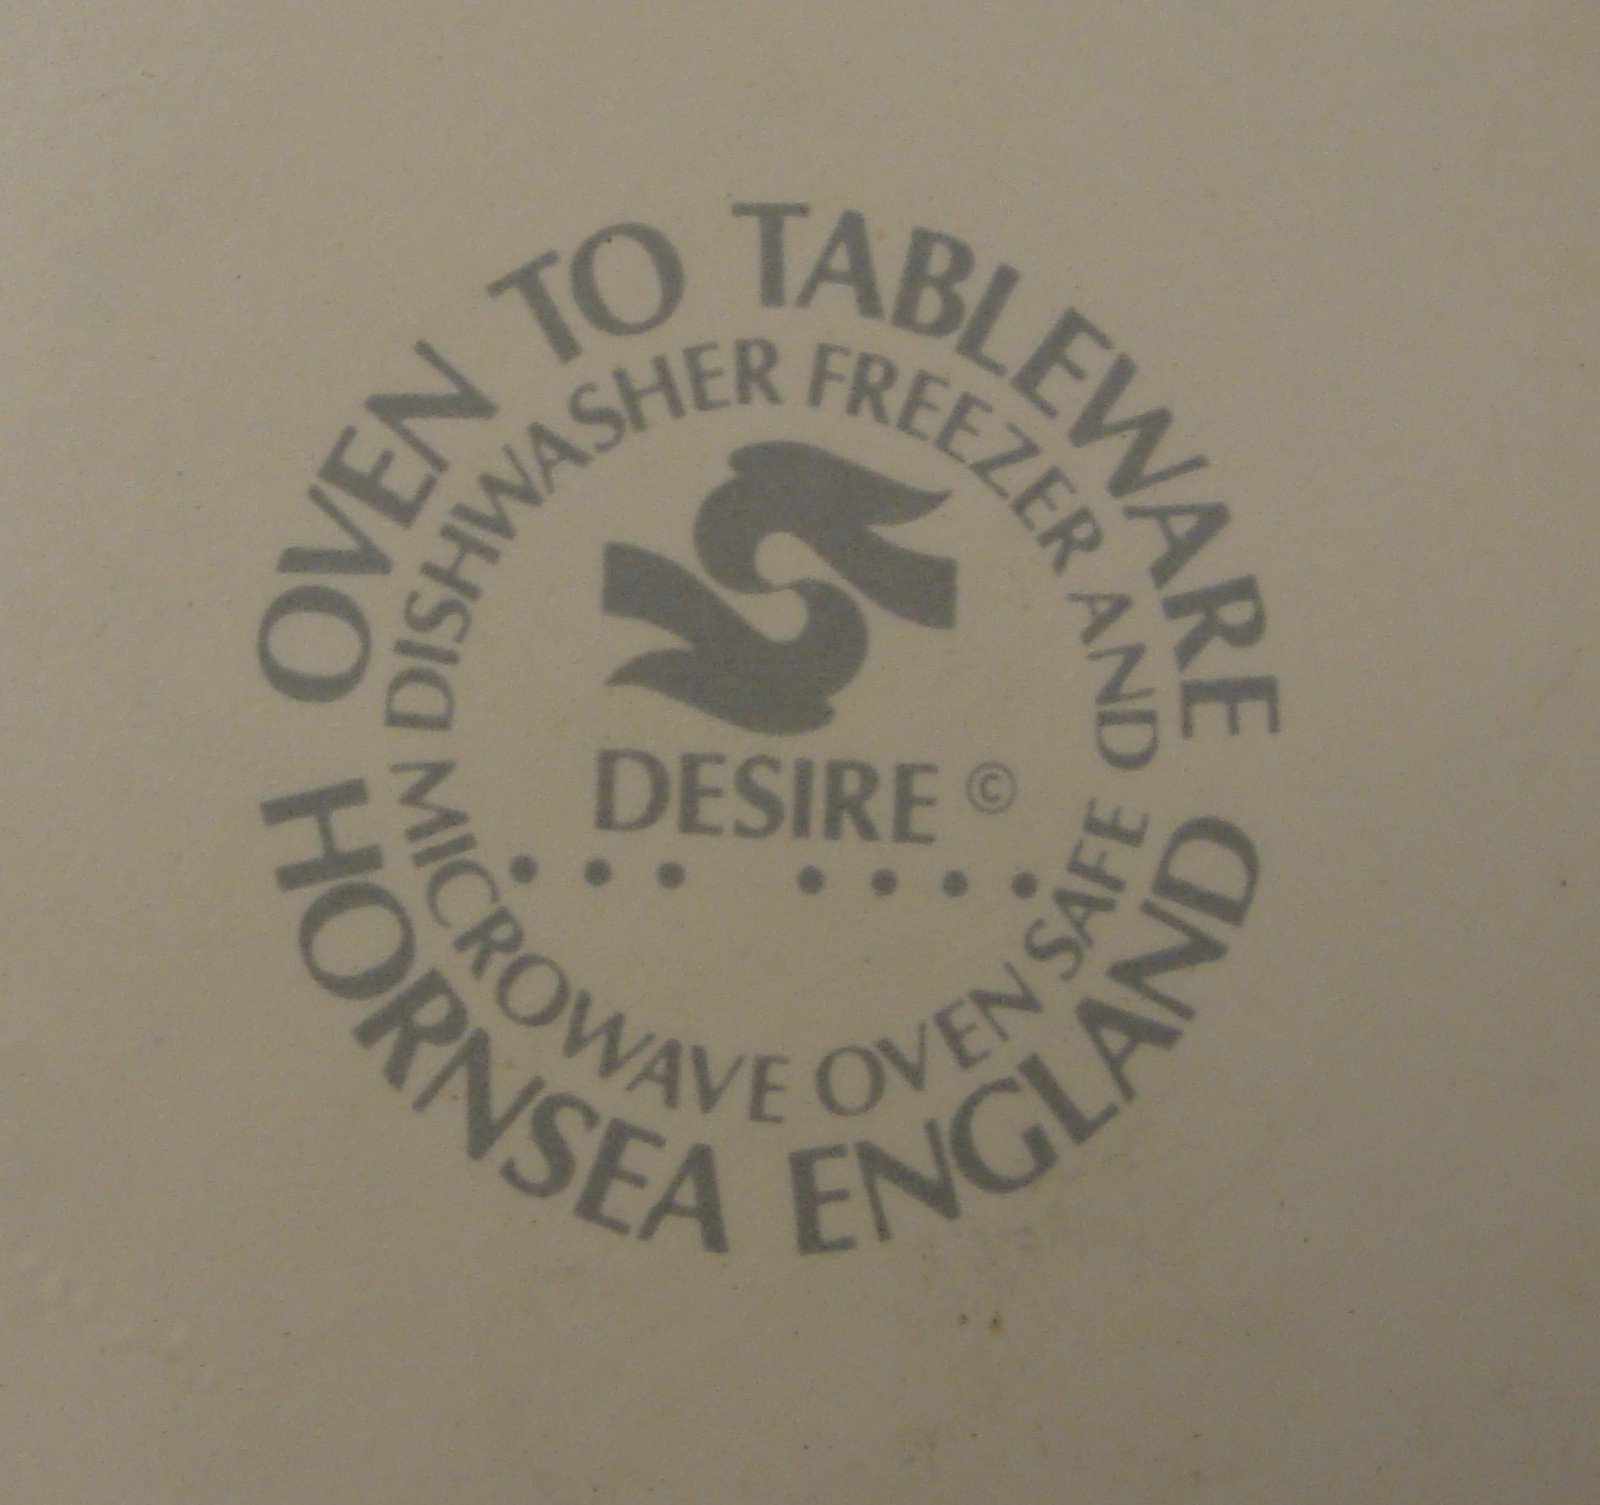 OVEN TO TABLEWARE
DISHWASHER FREEZER AND
DESIRE ©
MICROWAVE OVEN SAFE
HORNSEA ENGLAND